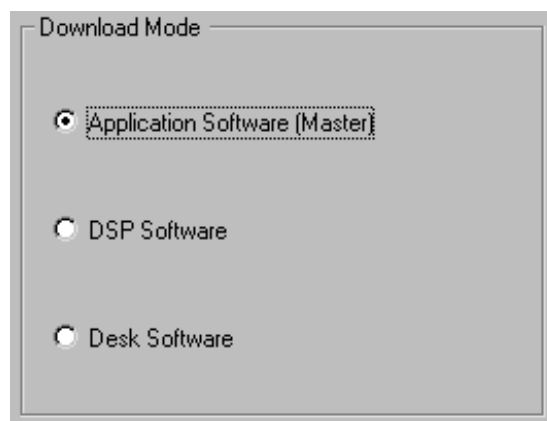 Download Mode
Application Software (Master)
DSP Software
Desk Software